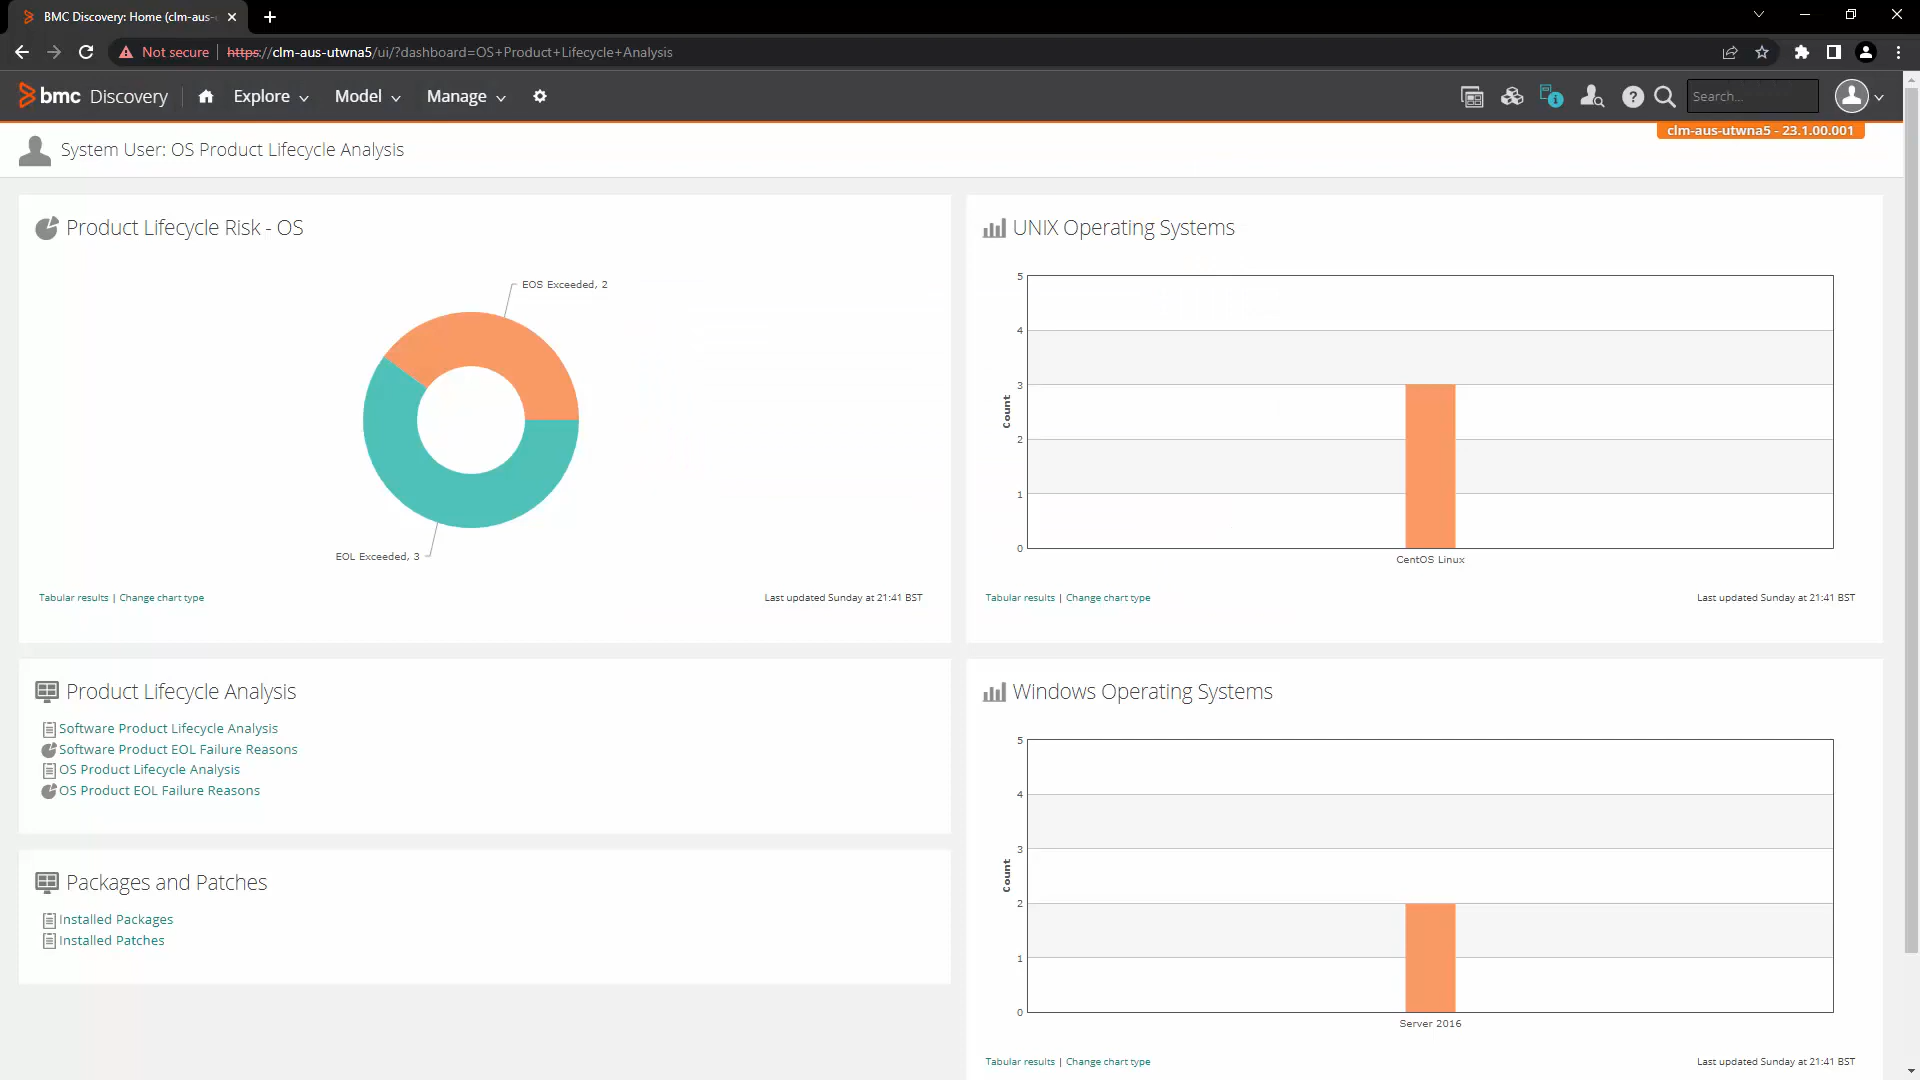 BMC Discovery: Home (clm-aus-
Not secure | https://clm-aus-utwna5/ui/?dashboard=OS+Product+Lifecycle+Analysis
bmc Discovery Explore Model Manage Search...
clm-aus-utwna5 - 23.1.00.001
System User: OS Product Lifecycle Analysis
Product Lifecycle Risk - OS
EOS Exceeded, 2
EOL Exceeded, 3
Tabular results | Change chart type
Last updated Sunday at 21:41 BST
UNIX Operating Systems
5
4
3
2
1
0
Count
CentOS Linux
Tabular results | Change chart type
Last updated Sunday at 21:41 BST
Product Lifecycle Analysis
Software Product Lifecycle Analysis
Software Product EOL Failure Reasons
OS Product Lifecycle Analysis
OS Product EOL Failure Reasons
Packages and Patches
Installed Packages
Installed Patches
Windows Operating Systems
5
4
3
2
1
0
Count
Server 2016
Tabular results | Change chart type
Last updated Sunday at 21:41 BST